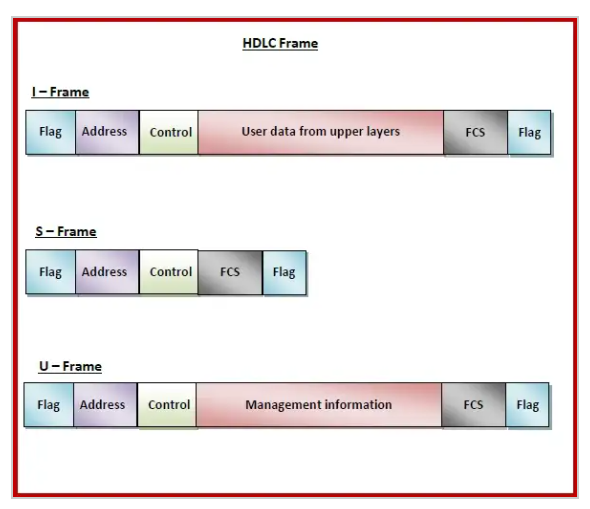 HDLC Frame
I – Frame
Flag Address Control User data from upper layers FCS Flag
S – Frame
Flag Address Control FCS Flag
U – Frame
Flag Address Control Management information FCS Flag